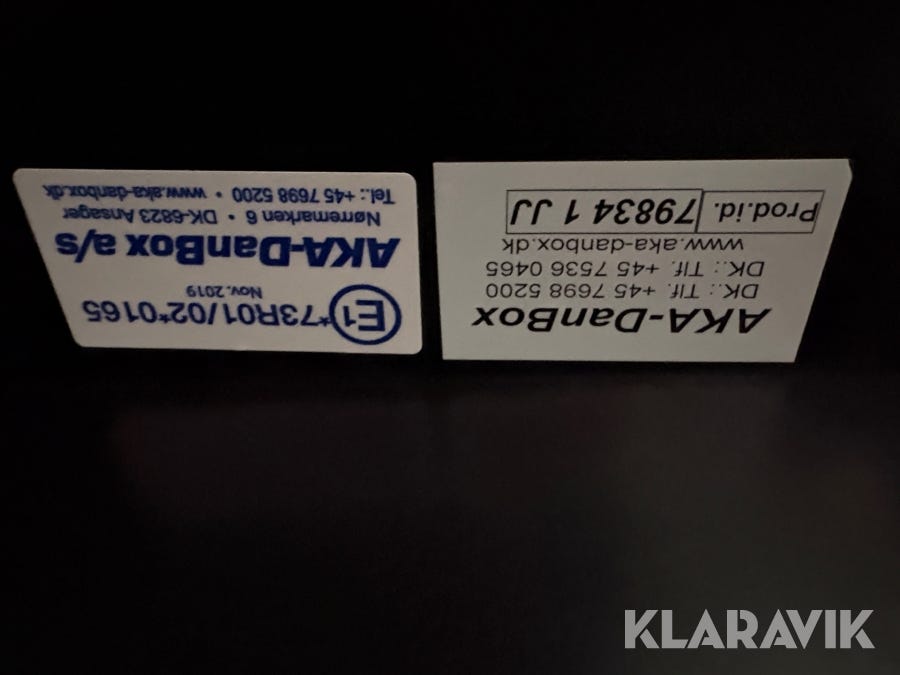 E1 *73R01/02*0165
Nov. 2019
AKA-DanBox a/s
Nørremarken 6 • DK-6823 Ansager
Tel.: +45 7698 5200 • www.aka-danbox.dk
AKA-DanBox
DK.: Tlf. +45 7698 5200
DK.: Tlf. +45 7536 0465
www.aka-danbox.dk
Prod.id. 79834 1 JJ
KLARAVIK